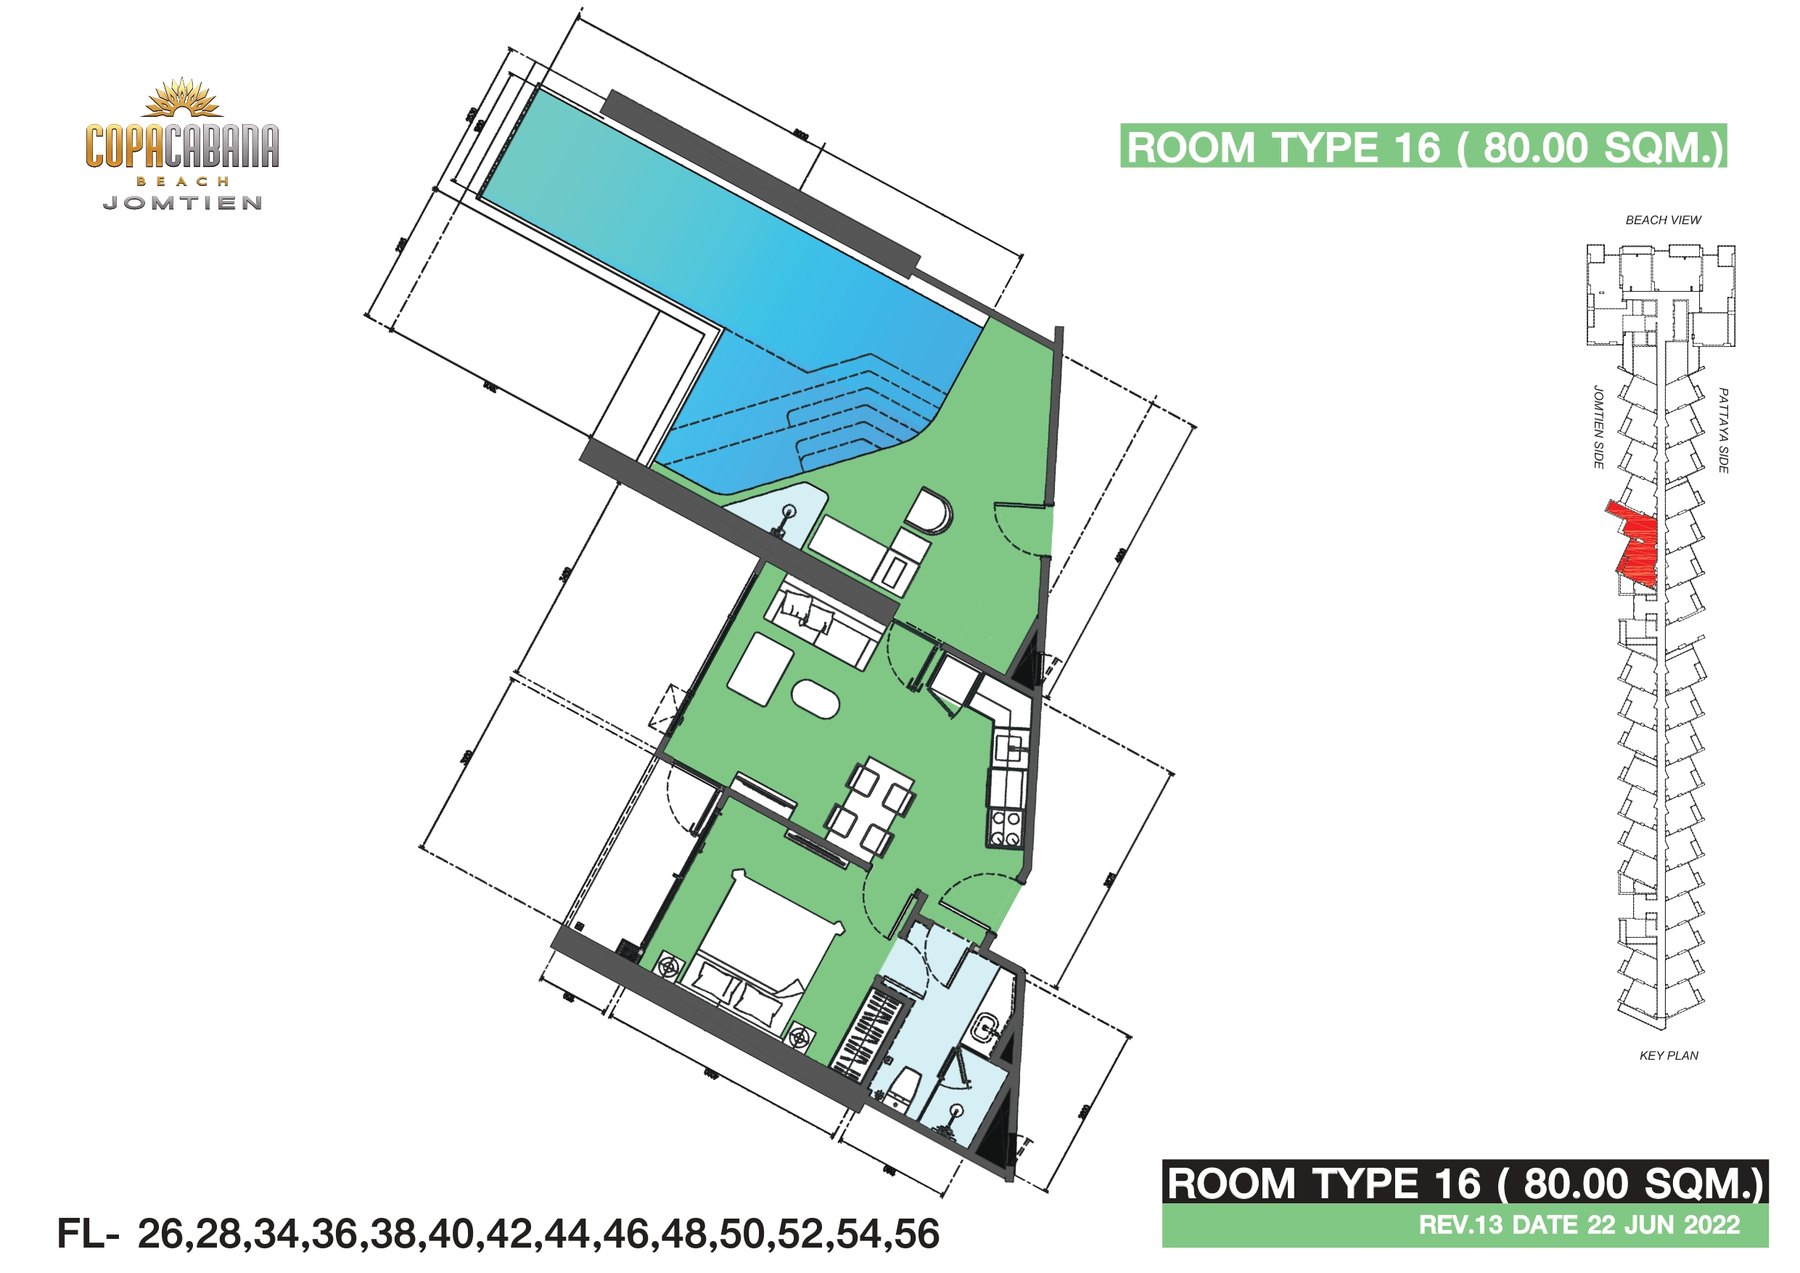 COPACABANA
BEACH
JOMTIEN
ROOM TYPE 16 ( 80.00 SQM.)
BEACH VIEW
JOMTIEN SIDE
PATTAYA SIDE
KEY PLAN
ROOM TYPE 16 ( 80.00 SQM.)
REV.13 DATE 22 JUN 2022
FL- 26,28,34,36,38,40,42,44,46,48,50,52,54,56